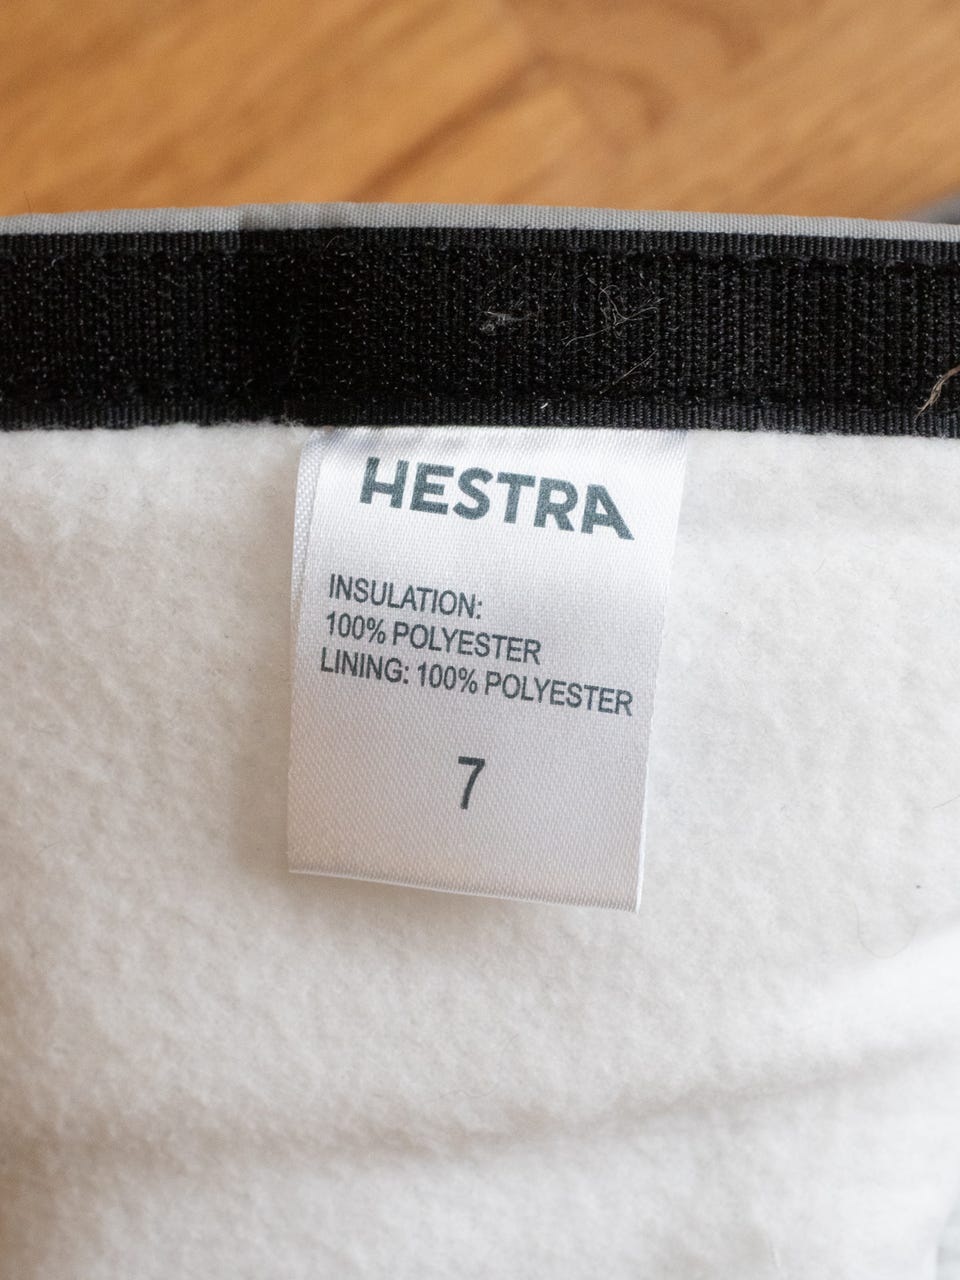 HESTRA
INSULATION:
100% POLYESTER
LINING: 100% POLYESTER
7